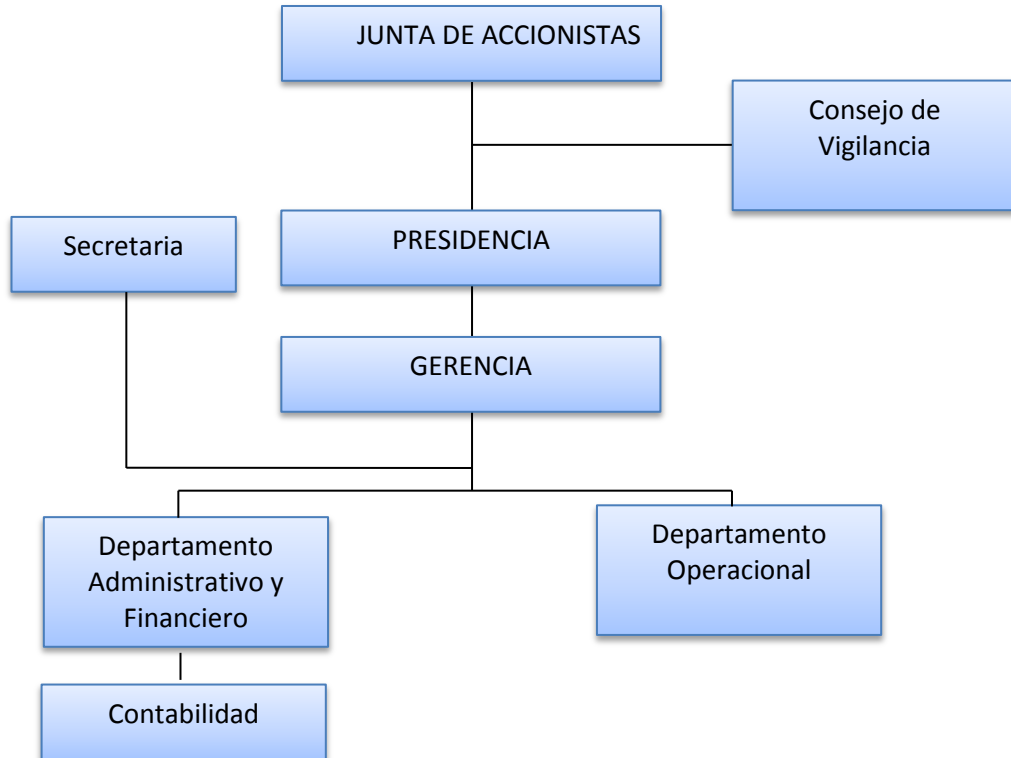 JUNTA DE ACCIONISTAS
Consejo de
Vigilancia
Secretaria
PRESIDENCIA
GERENCIA
Departamento
Administrativo y
Financiero
Departamento
Operacional
Contabilidad